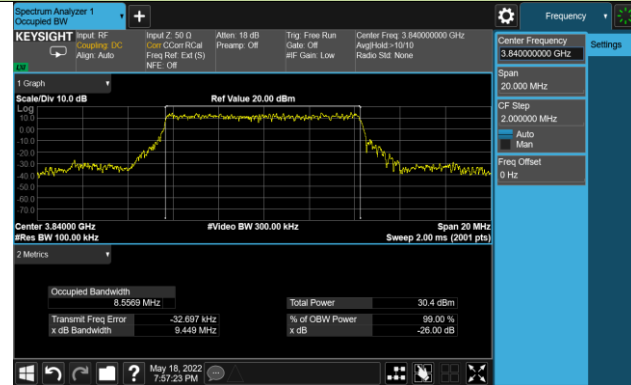 Spectrum Analyzer 1
Occupied BW
Frequency
KEYSIGHT
Input: RF
Coupling: DC
Align: Auto
Input Z: 50 Ω
Corr CCorr RCal
Freq Ref: Ext (S)
NFE: Off
Atten: 18 dB
Preamp: Off
Trig: Free Run
Gate: Off
#IF Gain: Low
Center Freq: 3.840000000 GHz
Avg|Hold:>10/10
Radio Std: None
LXI
Center Frequency
3.840000000 GHz
Settings
Span
20.000 MHz
CF Step
2.000000 MHz
Auto
Man
Freq Offset
0 Hz
1 Graph
Scale/Div 10.0 dB
Ref Value 20.00 dBm
Log
10.0
0.00
-10.0
-20.0
-30.0
-40.0
-50.0
-60.0
-70.0
Center 3.84000 GHz
#Video BW 300.00 kHz
Span 20 MHz
#Res BW 100.00 kHz
Sweep 2.00 ms (2001 pts)
2 Metrics
Occupied Bandwidth
8.5569 MHz
Total Power 30.4 dBm
Transmit Freq Error -32.697 kHz
% of OBW Power 99.00 %
x dB Bandwidth 9.449 MHz
x dB -26.00 dB
?
May 18, 2022
7:57:23 PM